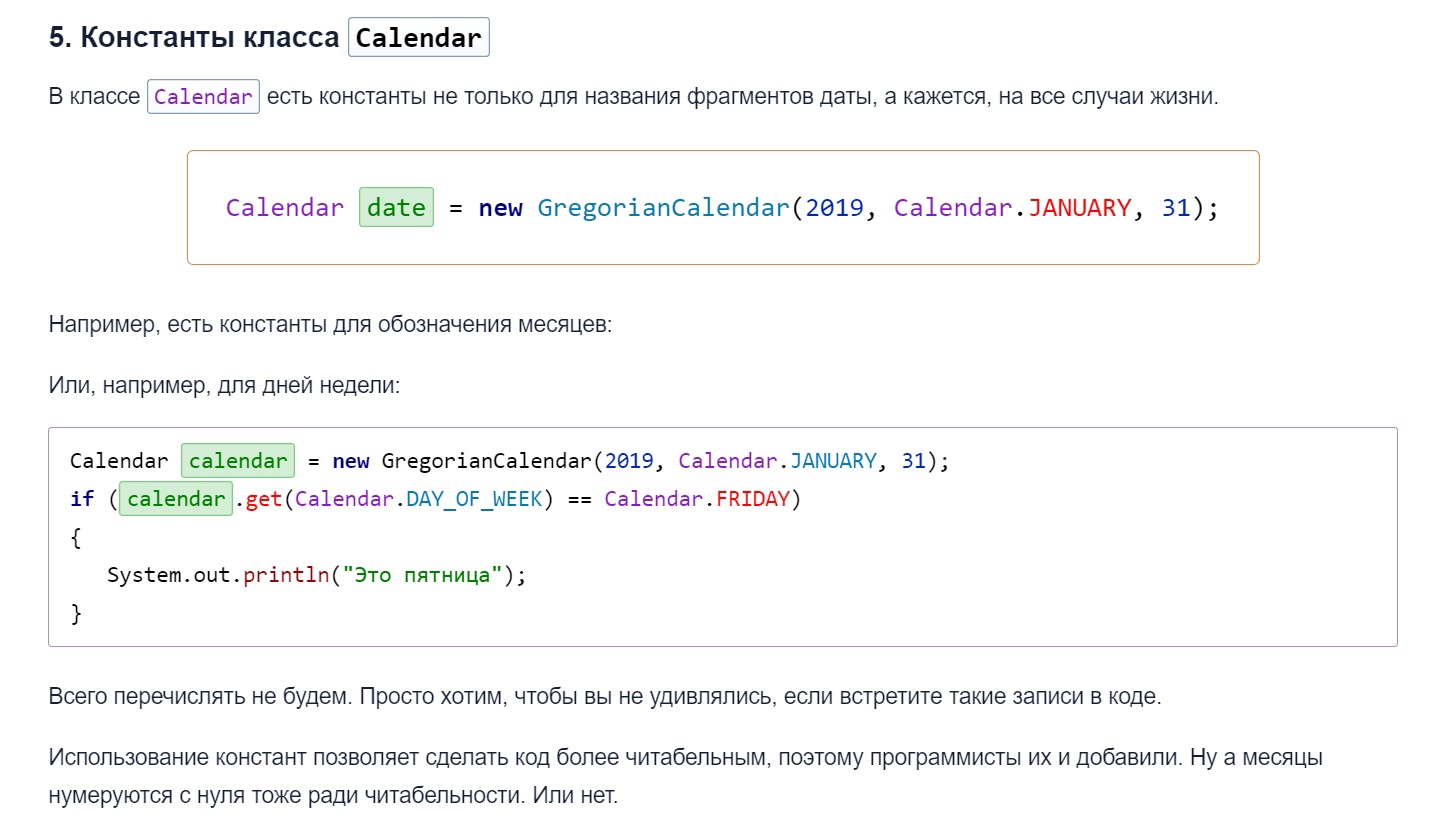 5. Константы класса Calendar
В классе Calendar есть константы не только для названия фрагментов даты, а кажется, на все случаи жизни.
Calendar date = new GregorianCalendar(2019, Calendar.JANUARY, 31);
Например, есть константы для обозначения месяцев:
Или, например, для дней недели:
Calendar calendar = new GregorianCalendar(2019, Calendar.JANUARY, 31);
if (calendar.get(Calendar.DAY_OF_WEEK) == Calendar.FRIDAY)
{
   System.out.println("Это пятница");
}
Всего перечислять не будем. Просто хотим, чтобы вы не удивлялись, если встретите такие записи в коде.
Использование констант позволяет сделать код более читабельным, поэтому программисты их и добавили. Ну а месяцы
нумеруются с нуля тоже ради читабельности. Или нет.